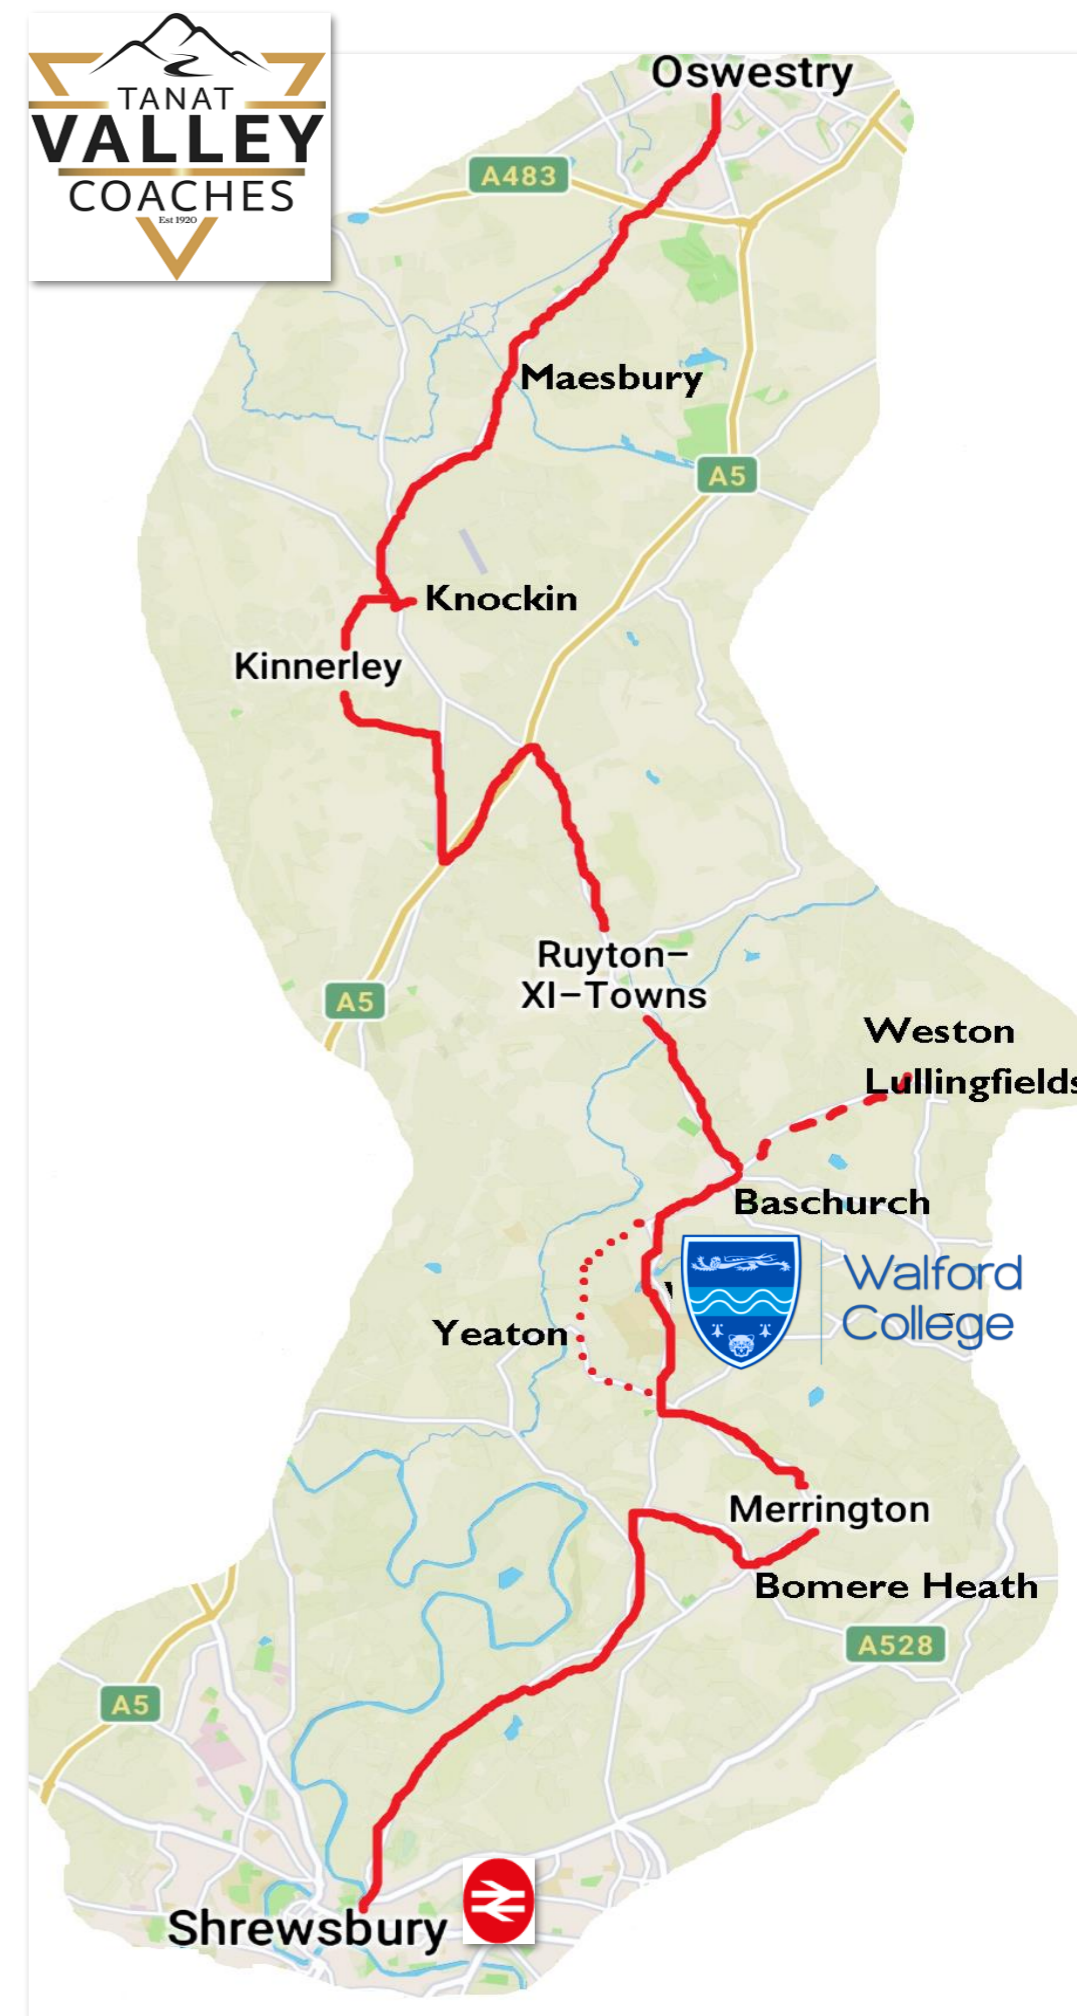 TANAT
VALLEY
COACHES
Est 1920
Oswestry
A483
Maesbury
A5
Knockin
Kinnerley
Ruyton-
XI-Towns
A5
Weston
Lullingfields
Baschurch
Walford
College
Yeaton
Merrington
Bomere Heath
A528
A5
Shrewsbury